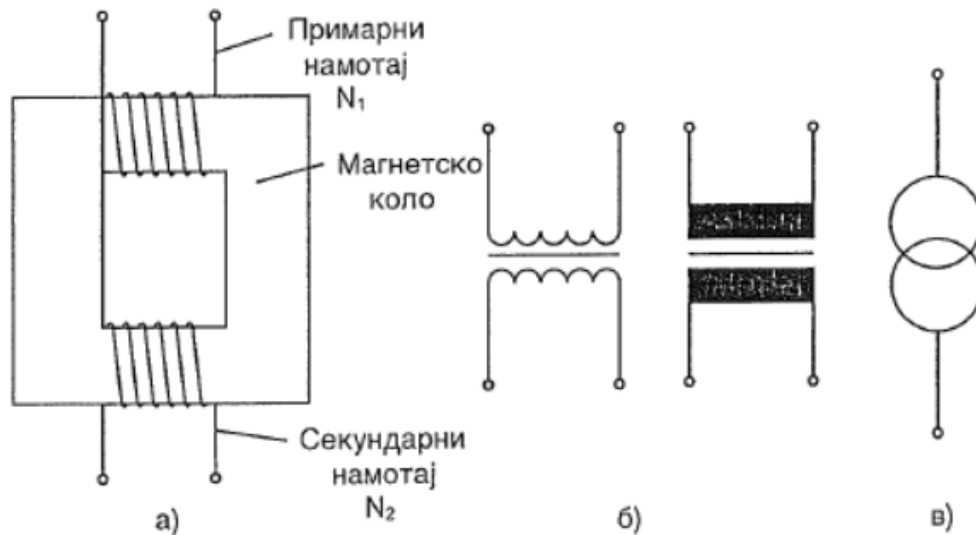 Примарни
намотај
N₁
Магнетско
коло
Секундарни
намотај
N₂
а)
б)
в)